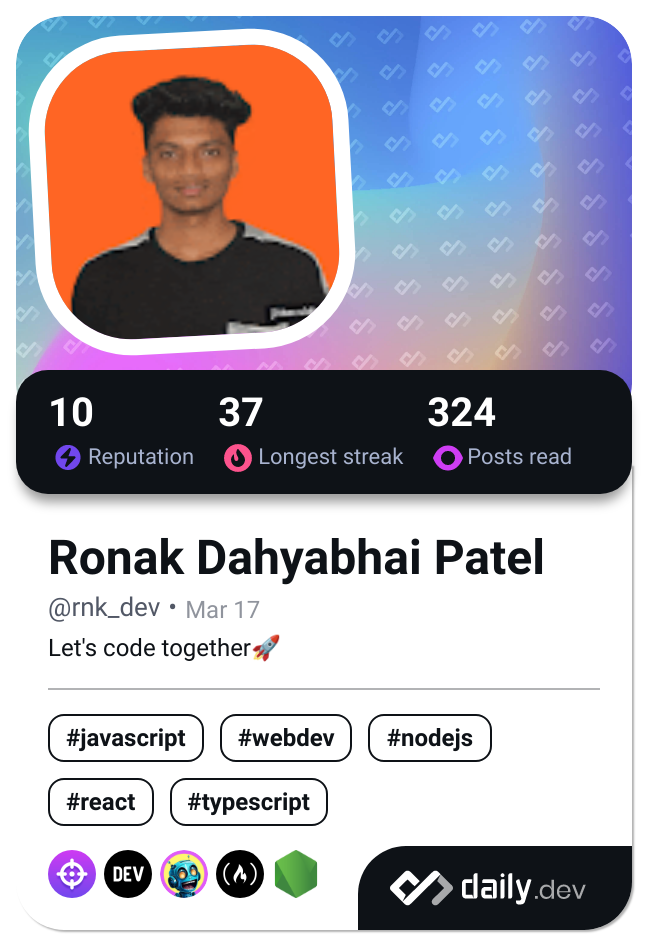 10 37 324
Reputation Longest streak Posts read
Ronak Dahyabhai Patel
@rnk_dev • Mar 17
Let's code together🚀
#javascript #webdev #nodejs
#react #typescript
DEV
daily.dev